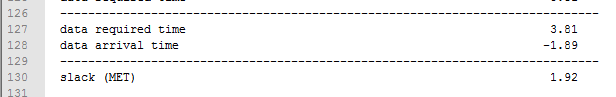 126 --------------------------------------------------------------------------
127 data required time 3.81
128 data arrival time -1.89
129 --------------------------------------------------------------------------
130 slack (MET) 1.92
131